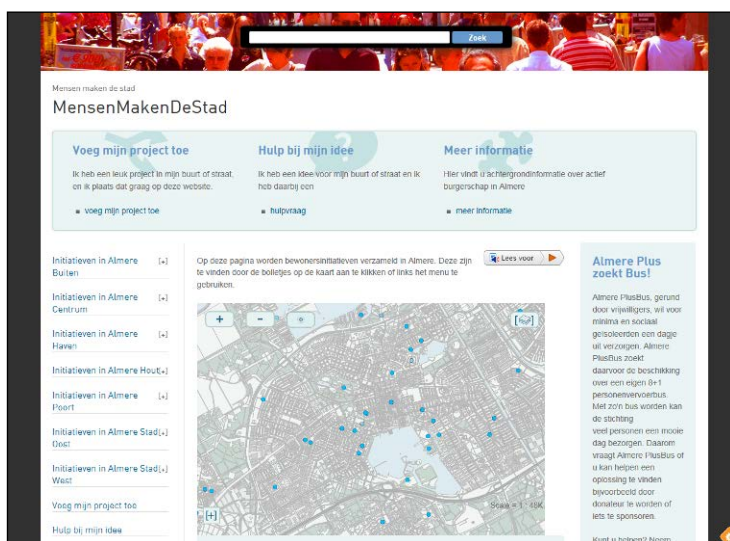 Zoek
Mensen maken de stad
MensenMakenDeStad
Voeg mijn project toe
Ik heb een leuk project in mijn buurt of straat,
en ik plaats dat graag op deze website.
voeg mijn project toe
Hulp bij mijn idee
Ik heb een idee voor mijn buurt of straat en ik
heb daarbij een
hulpvraag
Meer informatie
Hier vindt u achtergrondinformatie over actief
burgerschap in Almere
meer informatie
Initiatieven in Almere [+]
Buiten
Initiatieven in Almere [+]
Centrum
Initiatieven in Almere [+]
Haven
Initiatieven in Almere Hout[+]
Initiatieven in Almere [+]
Poort
Initiatieven in Almere Stad[+]
Oost
Initiatieven in Almere Stad[+]
West
Voeg mijn project toe
Hulp bij mijn idee
Op deze pagina worden bewonersinitiatieven verzameld in Almere. Deze zijn
te vinden door de bolletjes op de kaart aan te klikken of links het menu te
gebruiken.
Lees voor
+ -
[+]
Almere Plus
zoekt Bus!
Almere PlusBus, gerund
door vrijwilligers, wil voor
minima en sociaal
geïsoleerden een dagje
uit verzorgen. Almere
PlusBus zoekt
daarvoor de beschikking
over een eigen 8+1
personenvervoerbus.
Met zo'n bus worden kan
de stichting
veel personen een mooie
dag bezorgen. Daarom
vraagt Almere PlusBus of
u kan helpen een
oplossing te vinden
bijvoorbeeld door
donateur te worden of
iets te sponsoren.
Kunt u helpen? Neem